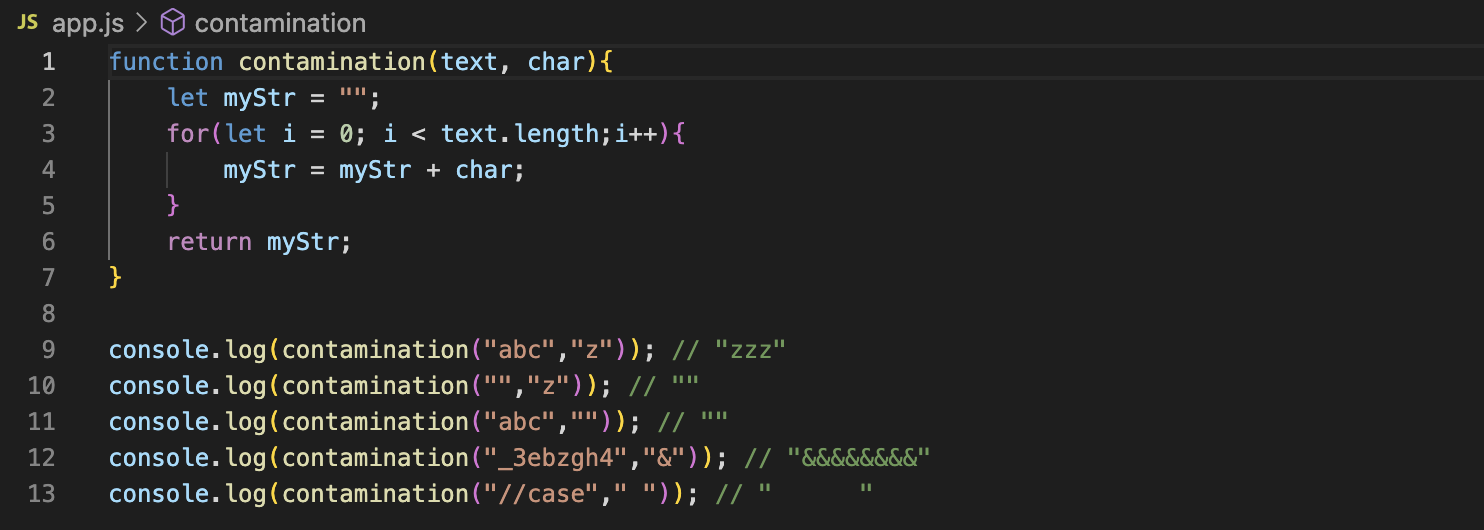 JS app.js > contamination
1 function contamination(text, char){
2     let myStr = "";
3     for(let i = 0; i < text.length;i++){
4         myStr = myStr + char;
5     }
6     return myStr;
7 }
8
9 console.log(contamination("abc","z")); // "zzz"
10 console.log(contamination("","z")); // ""
11 console.log(contamination("abc","")); // ""
12 console.log(contamination("_3ebzgh4","&")); // "&&&&&&&&"
13 console.log(contamination("//case"," ")); // "      "